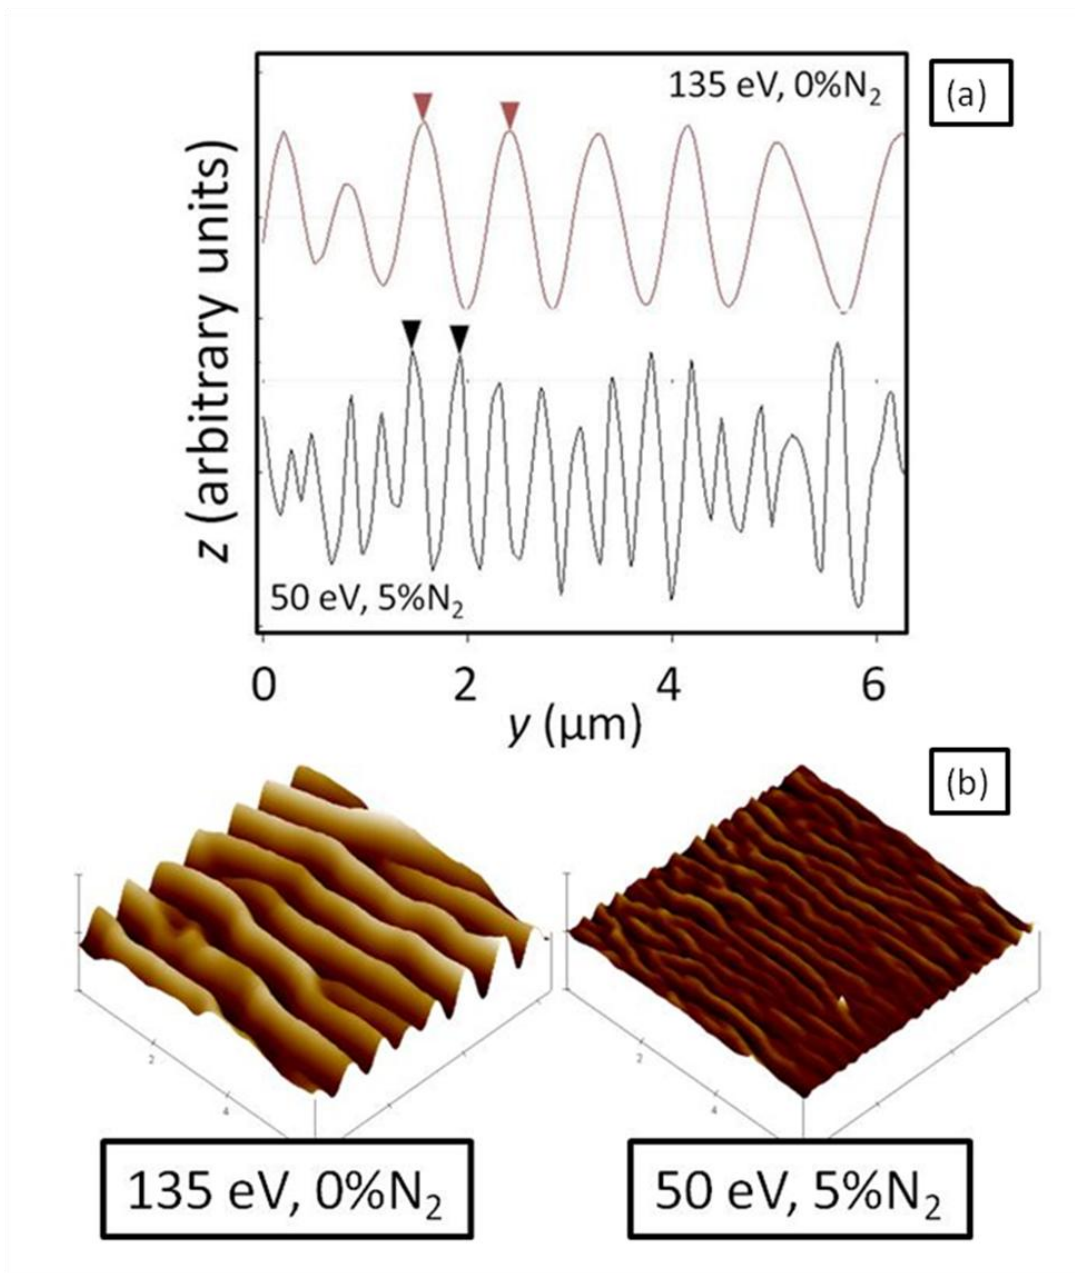 (a)
135 eV, 0%N₂
z (arbitrary units)
50 eV, 5%N₂
0 2 4 6
y (μm)
(b)
2
4
2
4
135 eV, 0%N₂
50 eV, 5%N₂